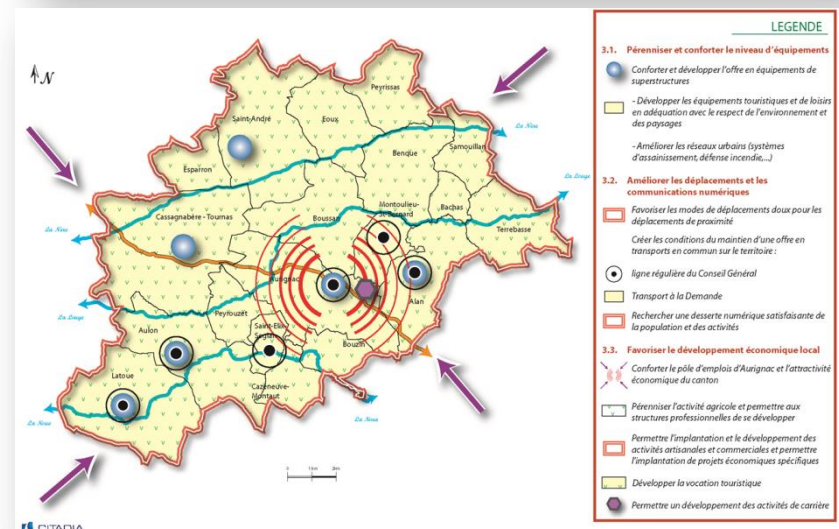 LEGENDE
3.1. Pérenniser et conforter le niveau d'équipements
Conforter et développer l'offre en équipements de
superstructures
- Développer les équipements touristiques et de loisirs
en adéquation avec le respect de l'environnement et
des paysages
- Améliorer les réseaux urbains (systèmes
d'assainissement, défense incendie,...)
3.2. Améliorer les déplacements et les
communications numériques
Favoriser les modes de déplacements doux pour les
déplacements de proximité
Créer les conditions du maintien d'une offre en
transports en commun sur le territoire :
ligne régulière du Conseil Général
Transport à la Demande
Rechercher une desserte numérique satisfaisante de
la population et des activités
3.3. Favoriser le développement économique local
Conforter le pôle d'emplois d'Aurignac et l'attractivité
économique du canton
Pérenniser l'activité agricole et permettre aux
structures professionnelles de se développer
Permettre l'implantation et le développement des
activités artisanales et commerciales et permettre
l'implantation de projets économiques spécifiques
Développer la vocation touristique
Permettre un développement des activités de carrière
N
Peyrissas
Saint-André
Eoux
Samouillan
La Noue
Benque
Esparron
La Louge
Montoulieu-
St-Bernard
Bachas
Cassagnabère - Tournas
Boussan
Terrebasse
La Noue
Aurignac
Alan
La Louge
Peyrouzet
Aulon
Saint-Elix-
Séglan
Bouzin
Latoue
Cazeneuve-
Montaut
La Noue
La Noue
CITADIA